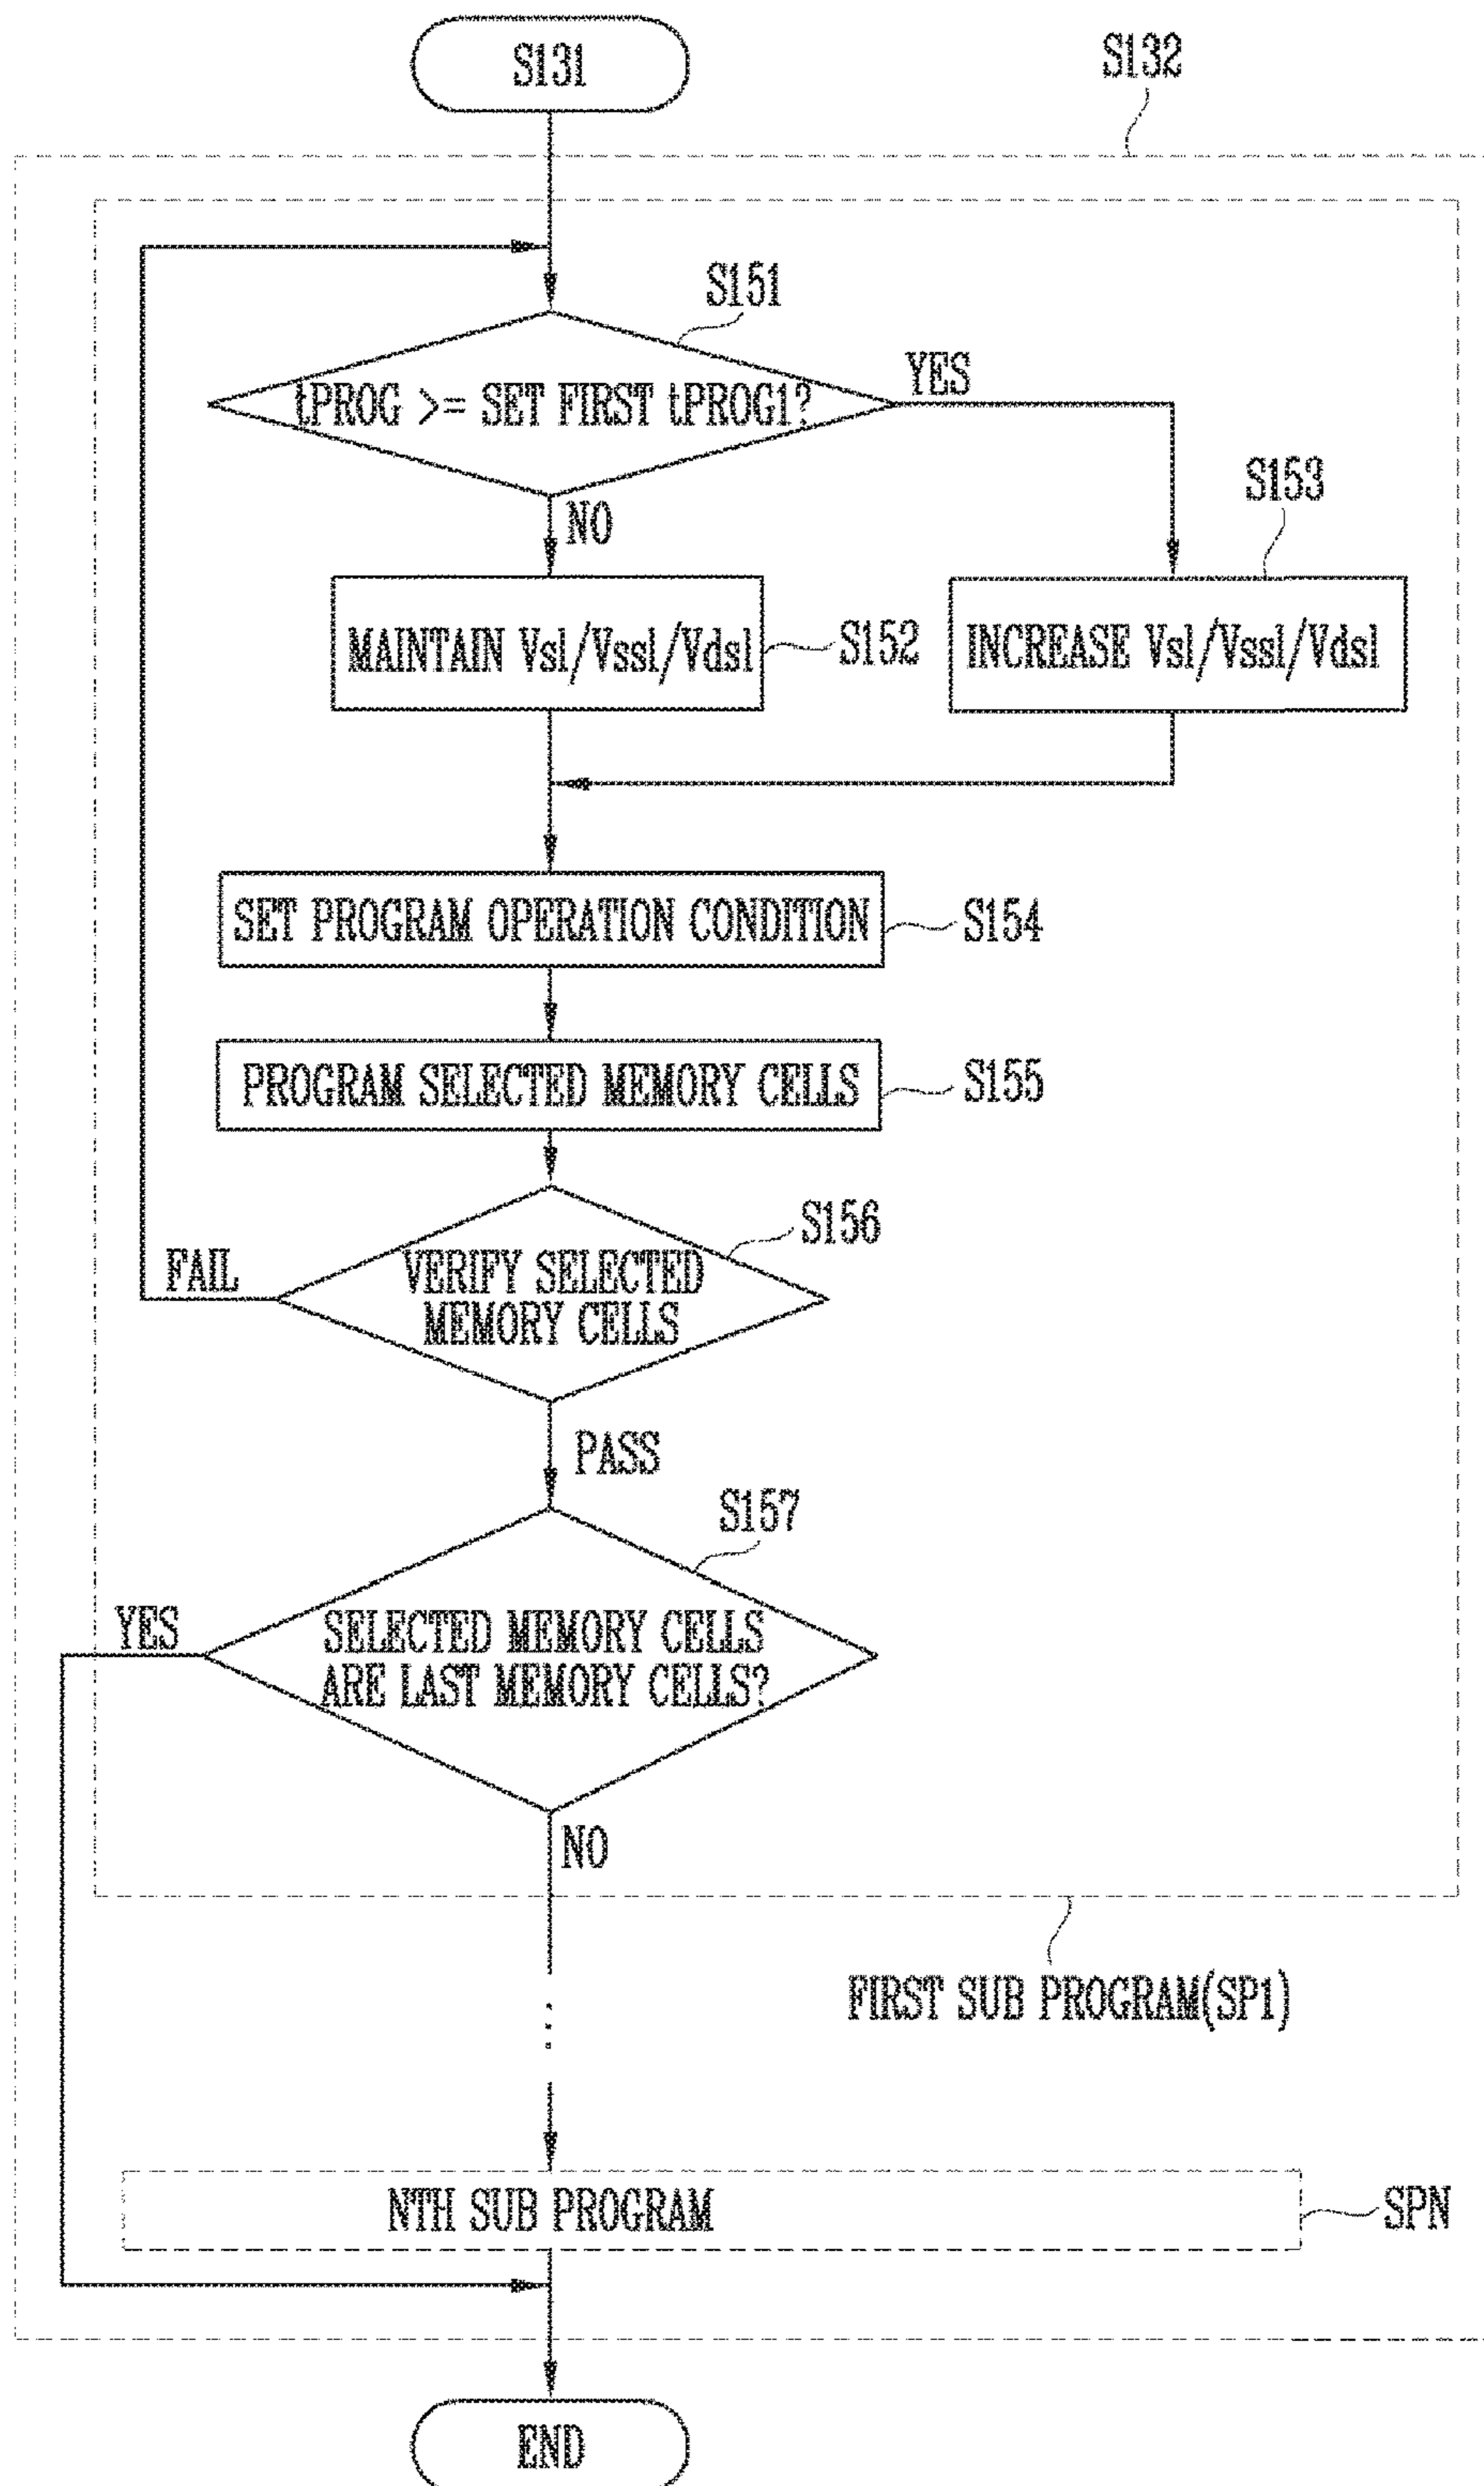 S131
S132
S151
tPROG >= SET FIRST tPROG1?
YES
NO
S153
MAINTAIN Vsl/Vssl/Vdsl
S152
INCREASE Vsl/Vssl/Vdsl
SET PROGRAM OPERATION CONDITION
S154
PROGRAM SELECTED MEMORY CELLS
S155
S156
FAIL
VERIFY SELECTED
MEMORY CELLS
PASS
S157
YES
SELECTED MEMORY CELLS
ARE LAST MEMORY CELLS?
NO
FIRST SUB PROGRAM(SP1)
NTH SUB PROGRAM
SPN
END